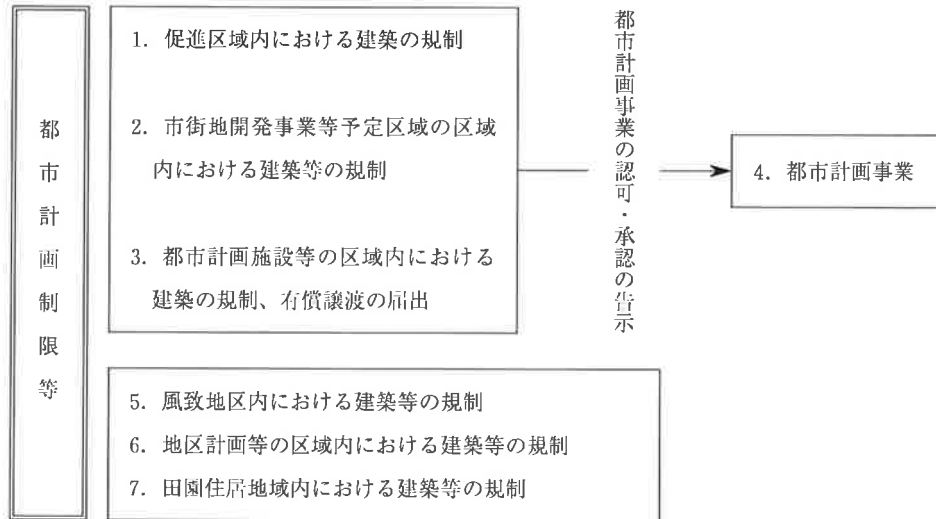 都市計画制限等
1. 促進区域内における建築の規制
2. 市街地開発事業等予定区域の区域
内における建築等の規制
3. 都市計画施設等の区域内における
建築の規制、有償譲渡の届出
都市計画事業の認可・承認の告示
4. 都市計画事業
5. 風致地区内における建築等の規制
6. 地区計画等の区域内における建築等の規制
7. 田園住居地域内における建築等の規制